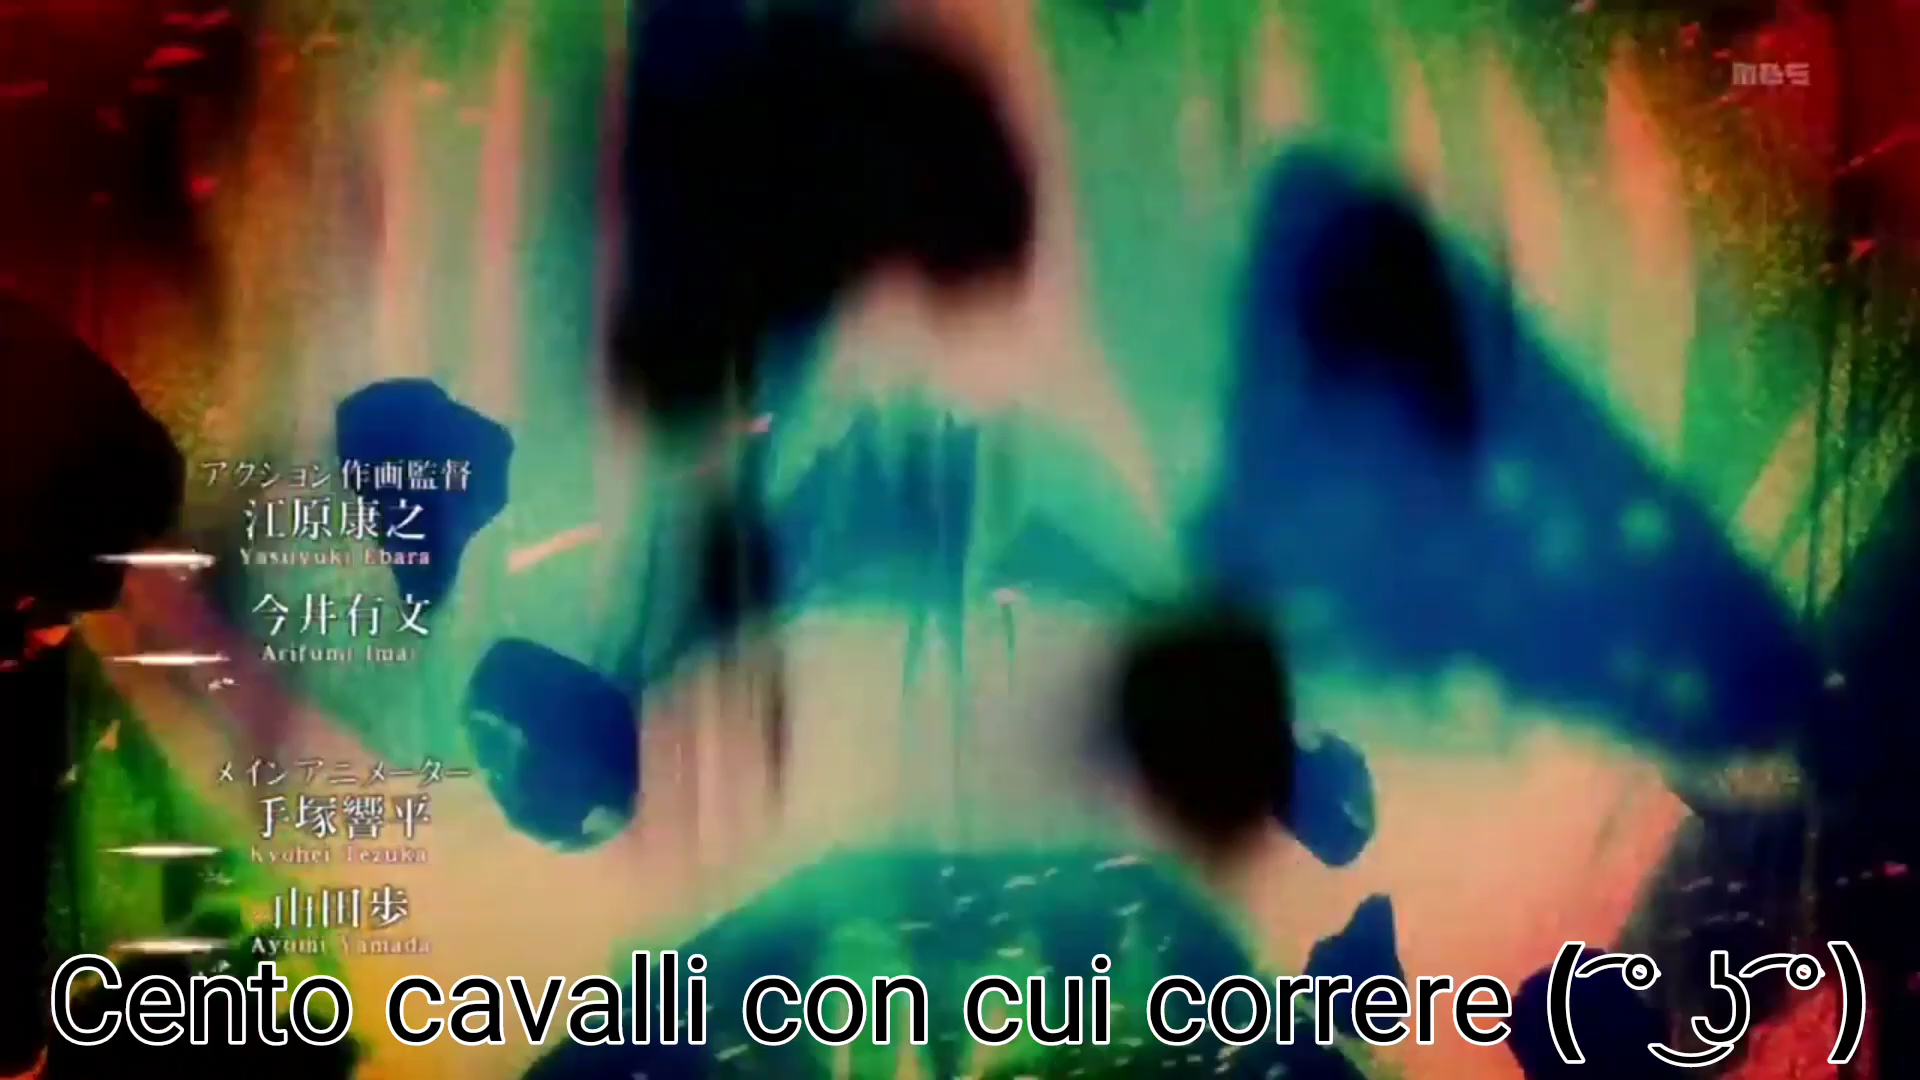 MBS
アクション作画監督
江原康之
Yasuyuki Ebara
今井有文
Arifumi Imai
メインアニメーター
手塚響平
Kyohei Tezuka
山田歩
Ayumi Yamada
Cento cavalli con cui correre ( ͡° ͜ʖ ͡°)